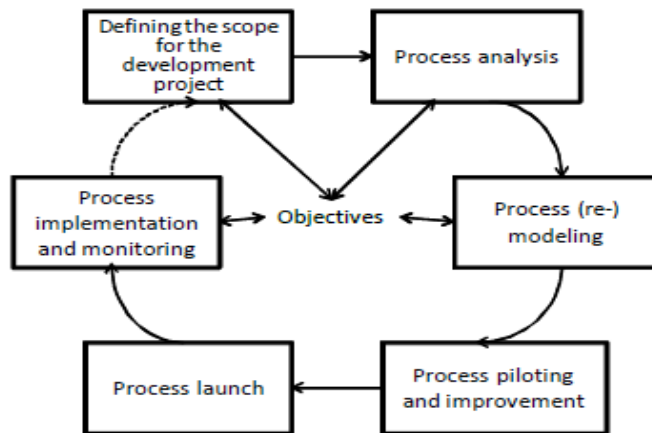 Defining the scope
for the
development
project
Process analysis
Process
implementation
and monitoring
Objectives
Process (re-)
modeling
Process launch
Process piloting
and improvement